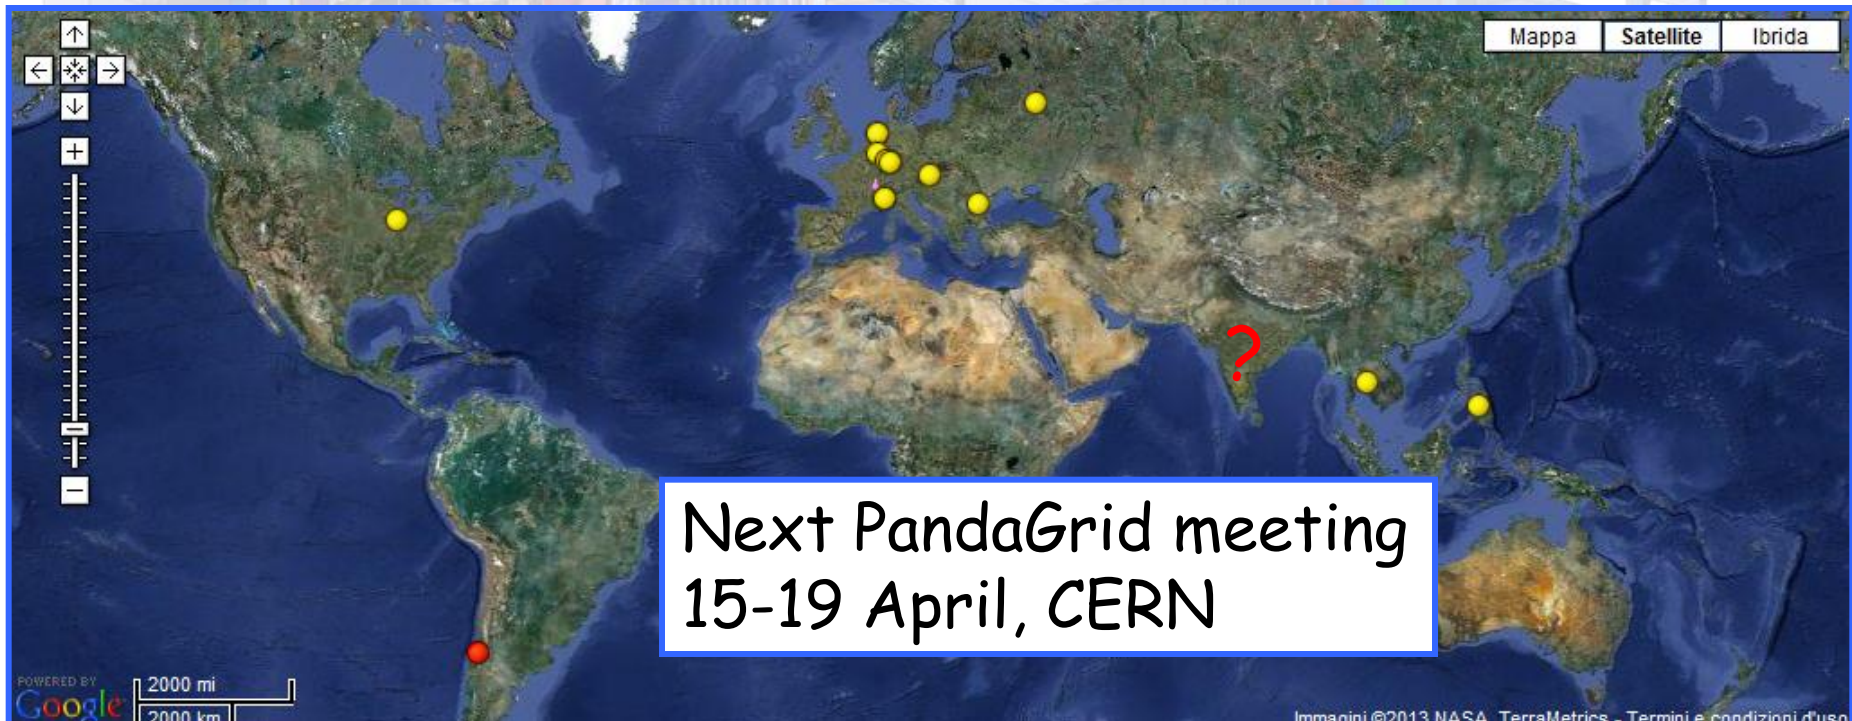 Mappa Satellite Ibrida
?
Next PandaGrid meeting
15-19 April, CERN
POWERED BY
Google
2000 mi
2000 km
Immagini ©2013 NASA, TerraMetrics - Termini e condizioni d'uso